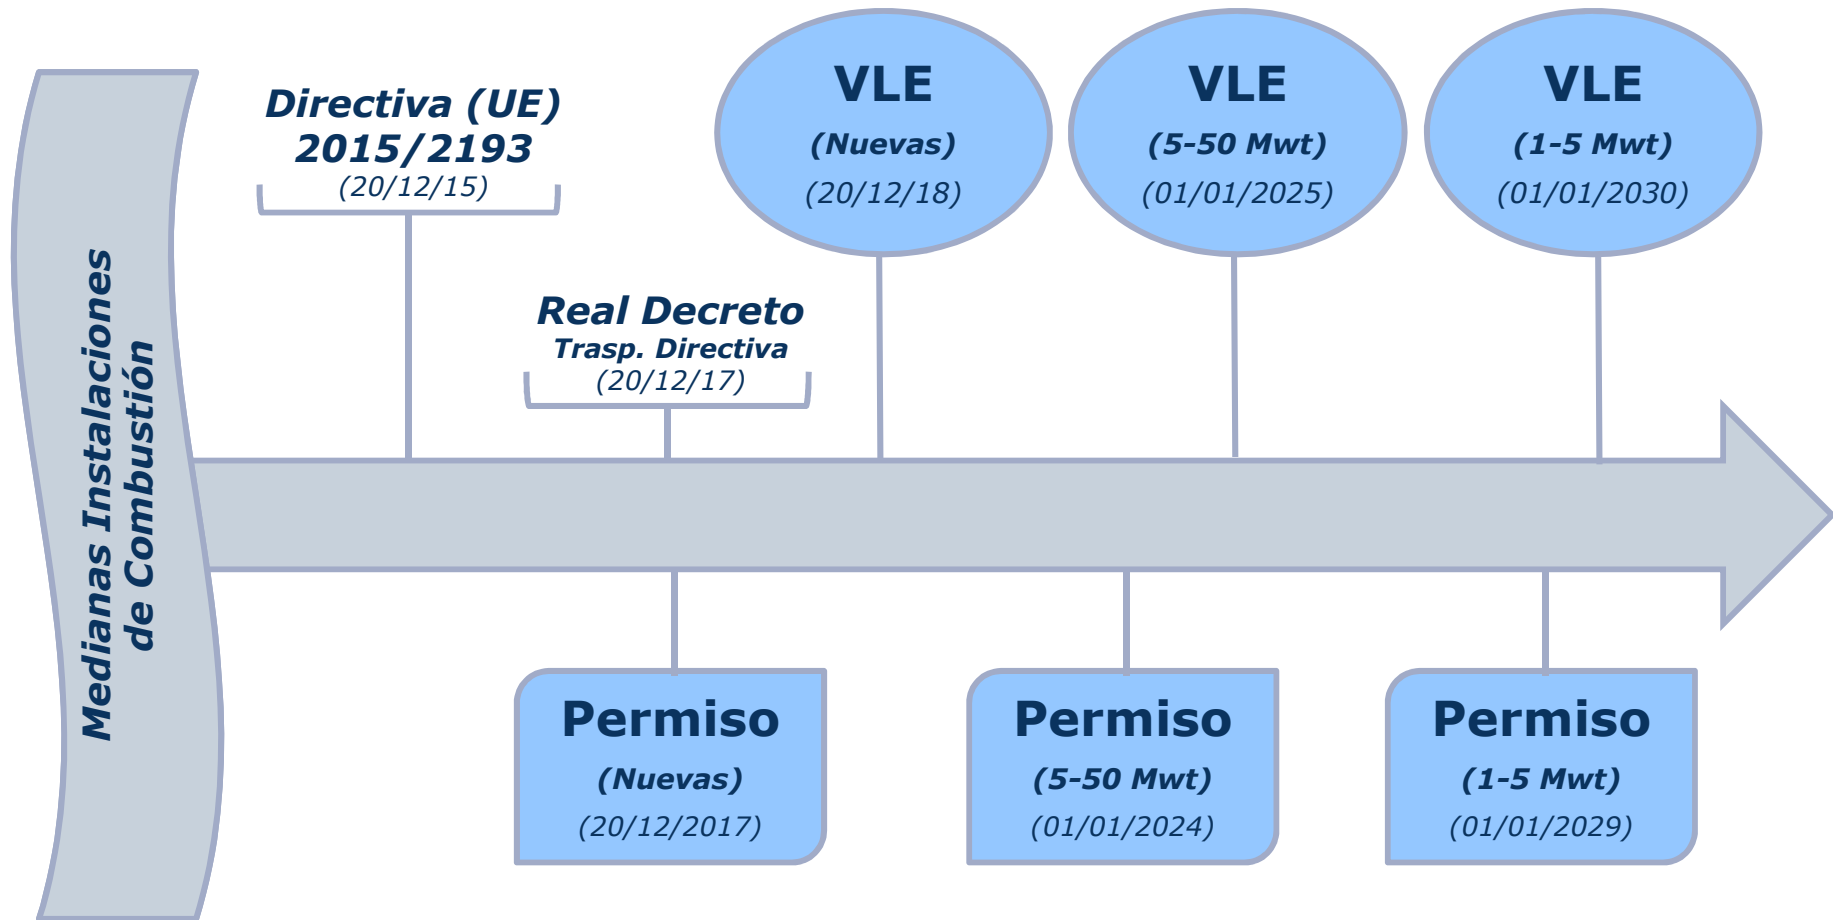 Medianas Instalaciones
de Combustión
Directiva (UE)
2015/2193
(20/12/15)
Real Decreto
Trasp. Directiva
(20/12/17)
VLE
(Nuevas)
(20/12/18)
VLE
(5-50 Mwt)
(01/01/2025)
VLE
(1-5 Mwt)
(01/01/2030)
Permiso
(Nuevas)
(20/12/2017)
Permiso
(5-50 Mwt)
(01/01/2024)
Permiso
(1-5 Mwt)
(01/01/2029)